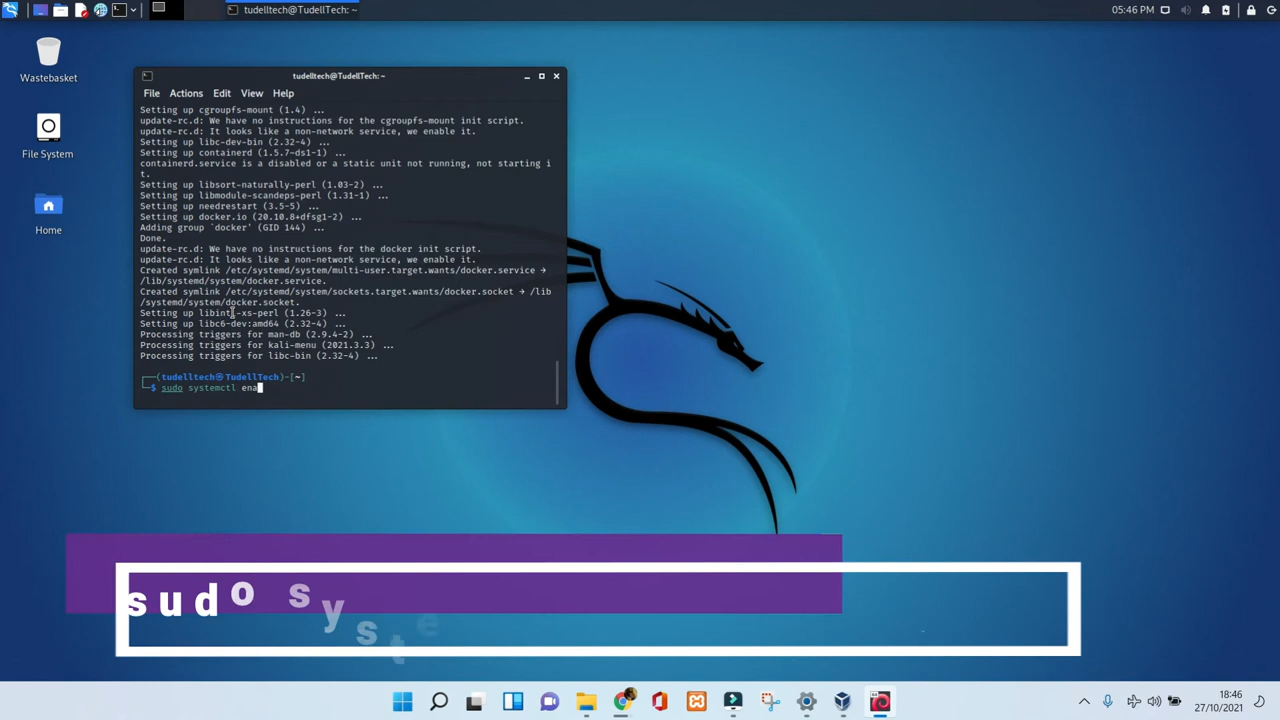 tudelltech@TudellTech: ~
05:46 PM
Wastebasket
File System
Home
tudelltech@TudellTech: ~
File Actions Edit View Help
Setting up cgroupfs-mount (1.4) ...
update-rc.d: We have no instructions for the cgroupfs-mount init script.
update-rc.d: It looks like a non-network service, we enable it.
Setting up libc-dev-bin (2.32-4) ...
Setting up containerd (1.5.7~ds1-1) ...
containerd.service is a disabled or a static unit not running, not starting i
t.
Setting up libsort-naturally-perl (1.03-2) ...
Setting up libmodule-scandeps-perl (1.31-1) ...
Setting up needrestart (3.5-5) ...
Setting up docker.io (20.10.8+dfsg1-2) ...
Adding group `docker' (GID 144) ...
Done.
update-rc.d: We have no instructions for the docker init script.
update-rc.d: It looks like a non-network service, we enable it.
Created symlink /etc/systemd/system/multi-user.target.wants/docker.service →
/lib/systemd/system/docker.service.
Created symlink /etc/systemd/system/sockets.target.wants/docker.socket → /lib
/systemd/system/docker.socket.
Setting up libintl-xs-perl (1.26-3) ...
Setting up libc6-dev:amd64 (2.32-4) ...
Processing triggers for man-db (2.9.4-2) ...
Processing triggers for kali-menu (2021.3.3) ...
Processing triggers for libc-bin (2.32-4) ...
┌──(tudelltech㉿TudellTech)-[~]
└─$ sudo systemctl ena
sudo syste
18:46
27/10/2021